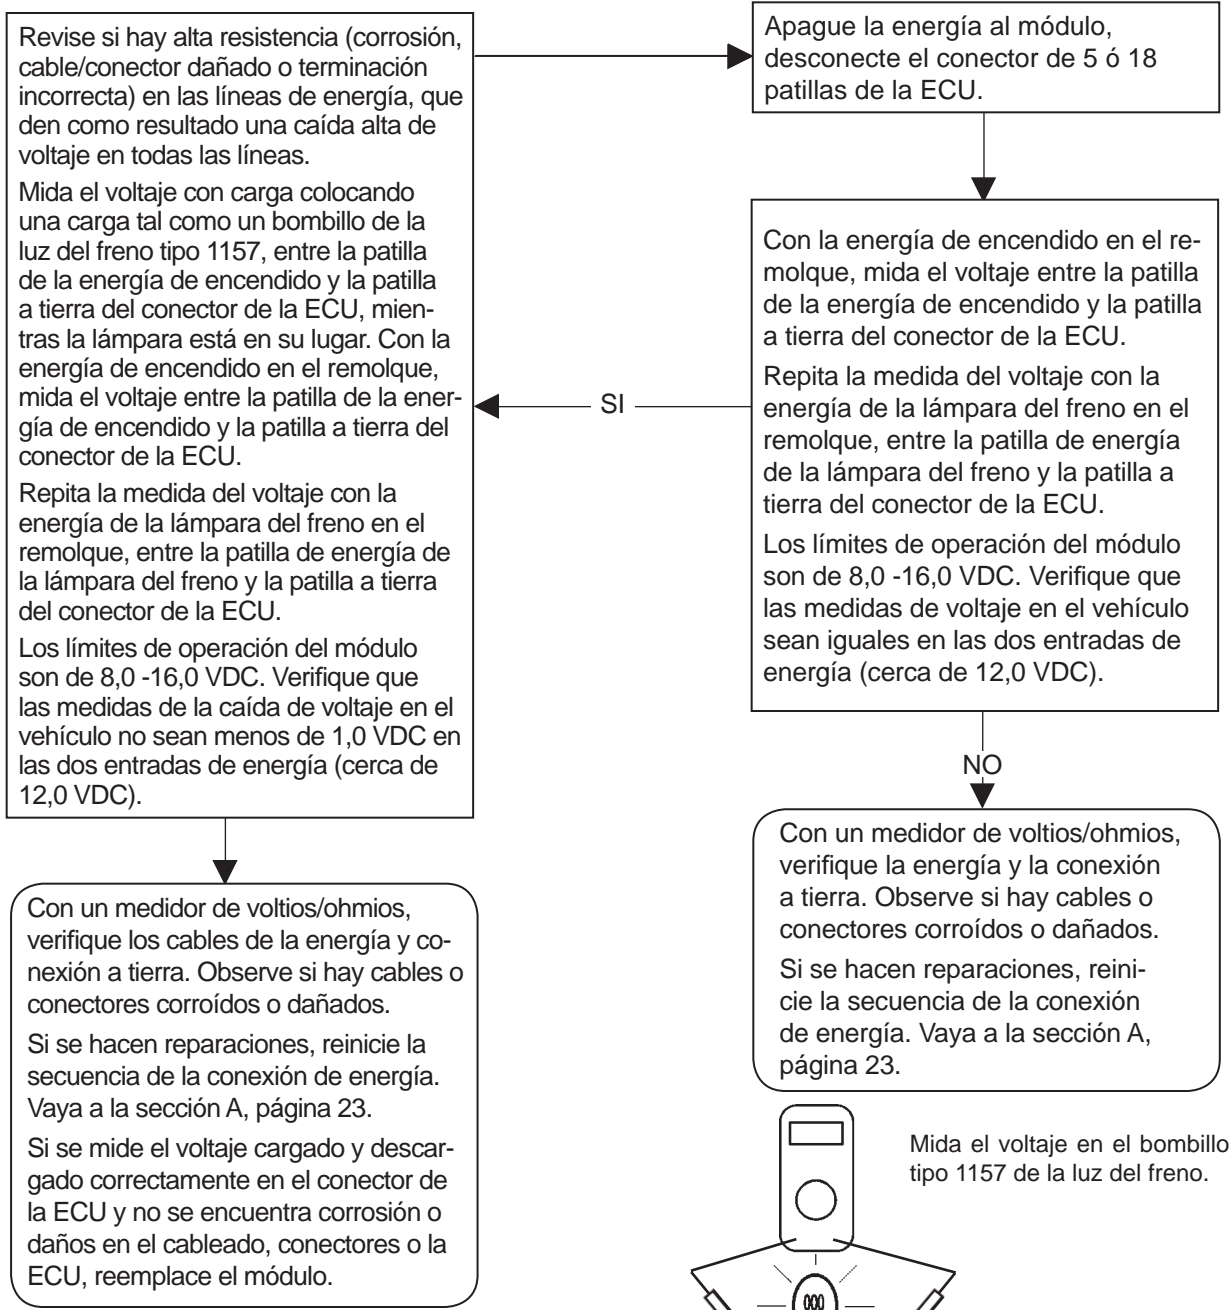 Revise si hay alta resistencia (corrosión,
cable/conector dañado o terminación
incorrecta) en las líneas de energía, que
den como resultado una caída alta de
voltaje en todas las líneas.
Mida el voltaje con carga colocando
una carga tal como un bombillo de la
luz del freno tipo 1157, entre la patilla
de la energía de encendido y la patilla
a tierra del conector de la ECU, mien-
tras la lámpara está en su lugar. Con la
energía de encendido en el remolque,
mida el voltaje entre la patilla de la ener-
gía de encendido y la patilla a tierra del
conector de la ECU.
Repita la medida del voltaje con la
energía de la lámpara del freno en el
remolque, entre la patilla de energía de
la lámpara del freno y la patilla a tierra
del conector de la ECU.
Los límites de operación del módulo
son de 8,0 -16,0 VDC. Verifique que
las medidas de la caída de voltaje en el
vehículo no sean menos de 1,0 VDC en
las dos entradas de energía (cerca de
12,0 VDC).
Apague la energía al módulo,
desconecte el conector de 5 ó 18
patillas de la ECU.
Con la energía de encendido en el re-
molque, mida el voltaje entre la patilla
de la energía de encendido y la patilla
a tierra del conector de la ECU.
Repita la medida del voltaje con la
energía de la lámpara del freno en el
remolque, entre la patilla de energía
de la lámpara del freno y la patilla a
tierra del conector de la ECU.
Los límites de operación del módulo
son de 8,0 -16,0 VDC. Verifique que
las medidas de voltaje en el vehículo
sean iguales en las dos entradas de
energía (cerca de 12,0 VDC).
SI
NO
Con un medidor de voltios/ohmios,
verifique los cables de la energía y co-
nexión a tierra. Observe si hay cables o
conectores corroídos o dañados.
Si se hacen reparaciones, reinicie la
secuencia de la conexión de energía.
Vaya a la sección A, página 23.
Si se mide el voltaje cargado y descar-
gado correctamente en el conector de
la ECU y no se encuentra corrosión o
daños en el cableado, conectores o la
ECU, reemplace el módulo.
Con un medidor de voltios/ohmios,
verifique la energía y la conexión
a tierra. Observe si hay cables o
conectores corroídos o dañados.
Si se hacen reparaciones, reini-
cie la secuencia de la conexión
de energía. Vaya a la sección A,
página 23.
Mida el voltaje en el bombillo
tipo 1157 de la luz del freno.